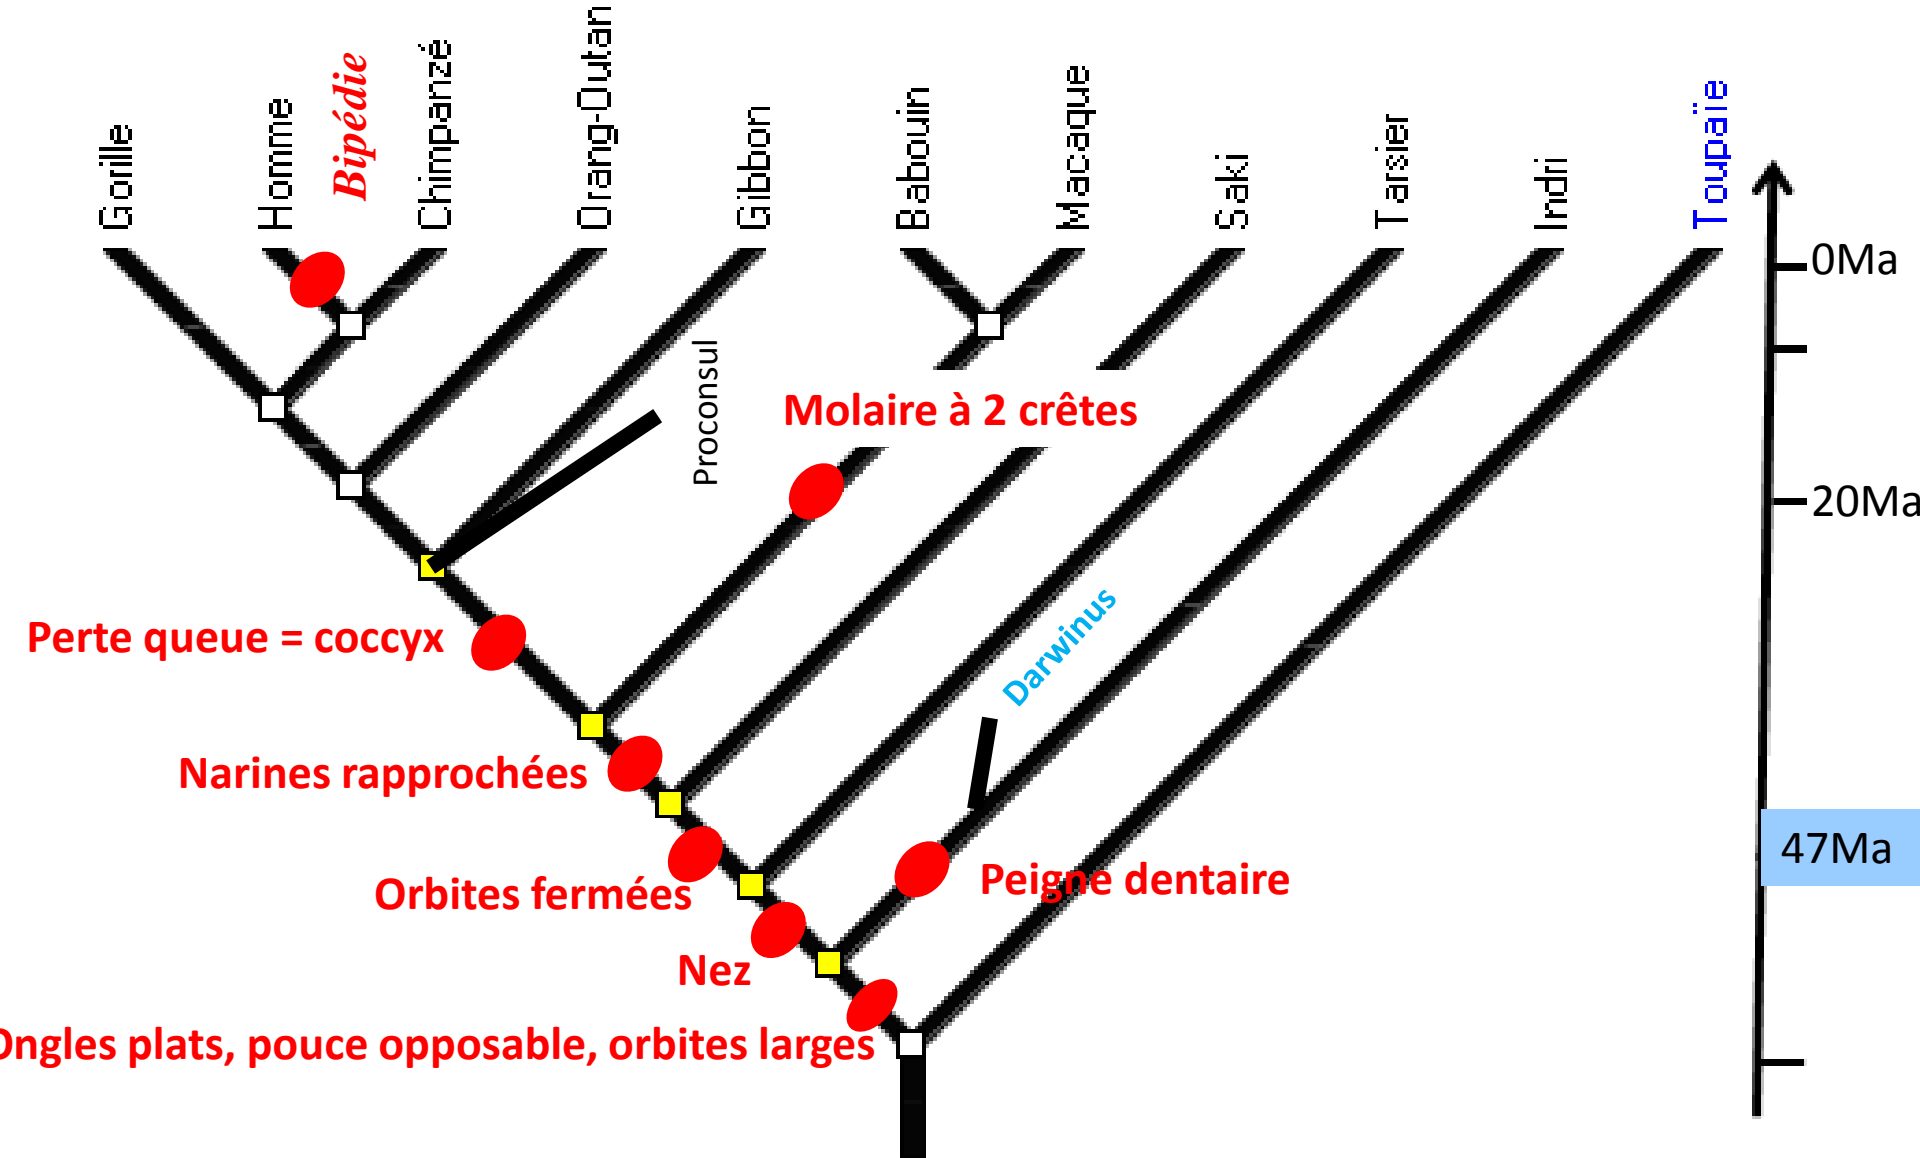 Gorille
Homme
Bipédie
Chimpanzé
Orang-Outan
Gibbon
Babouin
Macaque
Saki
Tarsier
Indri
Toupaïe
0Ma
Proconsul
Molaire à 2 crêtes
20Ma
Darwinus
Perte queue = coccyx
Narines rapprochées
47Ma
Orbites fermées
Peigne dentaire
Nez
Ongles plats, pouce opposable, orbites larges